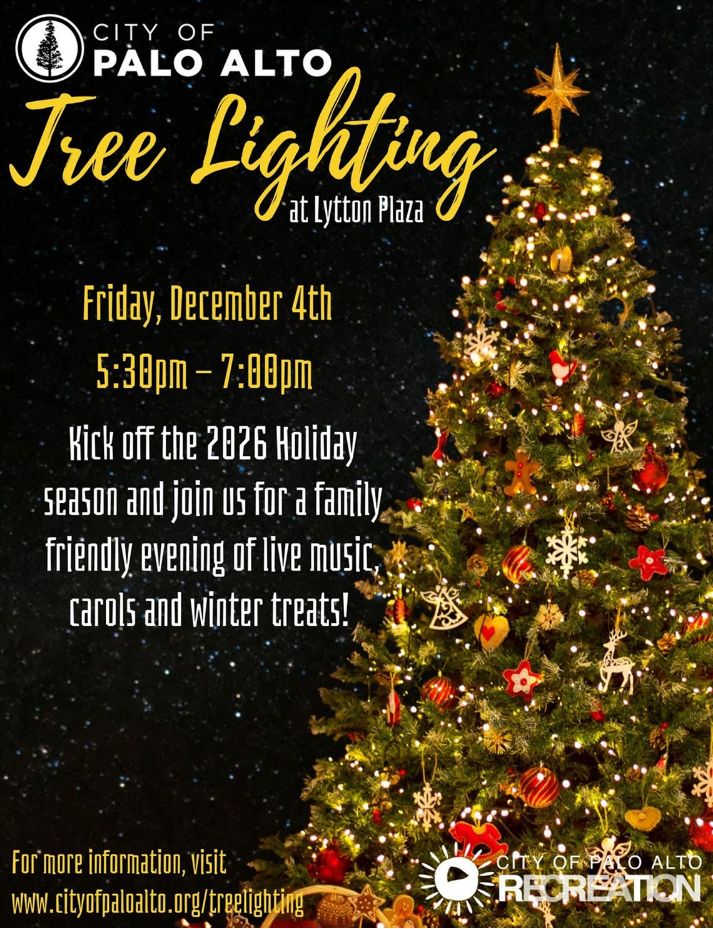 CITY OF
PALO ALTO
Tree Lighting
at Lytton Plaza
Friday, December 4th
5:30pm – 7:00pm
Kick off the 2026 Holiday
season and join us for a family
friendly evening of live music,
carols and winter treats!
For more information, visit
www.cityofpaloalto.org/treelighting
CITY OF PALO ALTO
RECREATION